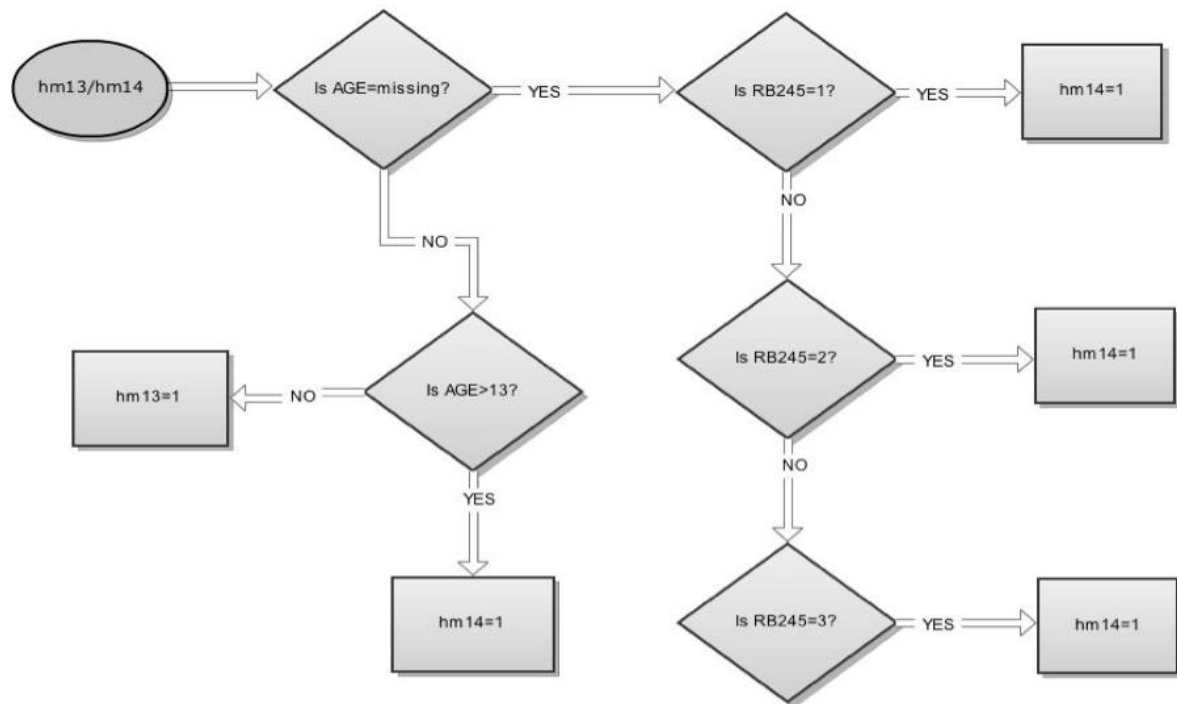 hm13/hm14
Is AGE=missing?
YES
Is RB245=1?
YES
hm14=1
NO
NO
Is RB245=2?
YES
hm14=1
hm13=1
NO
Is AGE>13?
YES
hm14=1
NO
Is RB245=3?
YES
hm14=1